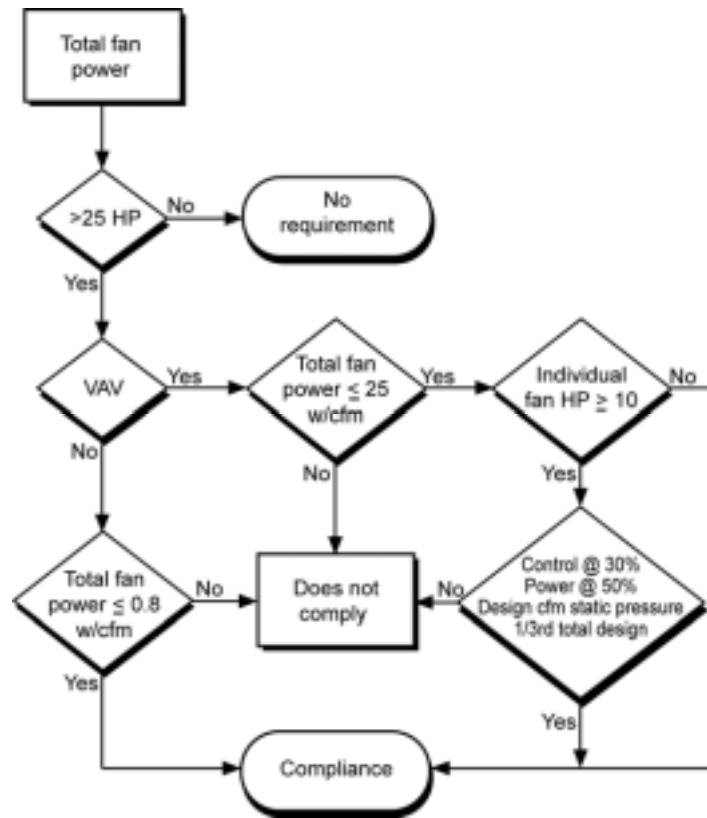 Total fan
power
>25 HP
No
No
requirement
Yes
VAV
Yes
Total fan
power ≤ 25
w/cfm
Yes
Individual
fan HP ≥ 10
No
No
No
Yes
Total fan
power ≤ 0.8
w/cfm
No
Does not
comply
No
Control @ 30%
Power @ 50%
Design cfm static pressure
1/3rd total design
Yes
Yes
Compliance